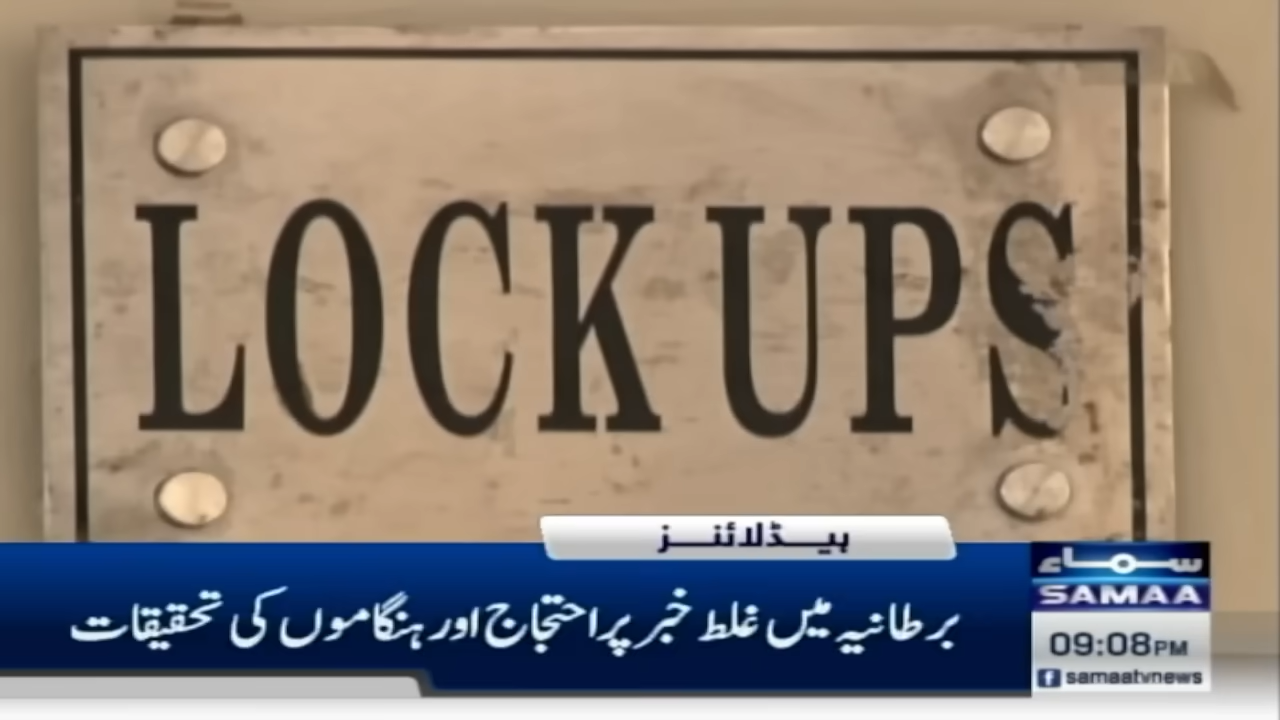 LOCK UPS
ہیڈلائنز
برطانیہ میں غلط خبر پر احتجاج اور ہنگاموں کی تحقیقات
سماء
SAMAA
09:08PM
samaatvnews